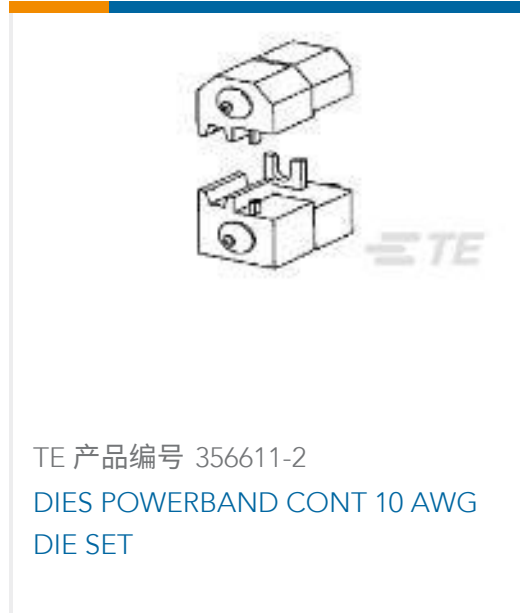 TE
TE 产品编号 356611-2
DIES POWERBAND CONT 10 AWG
DIE SET